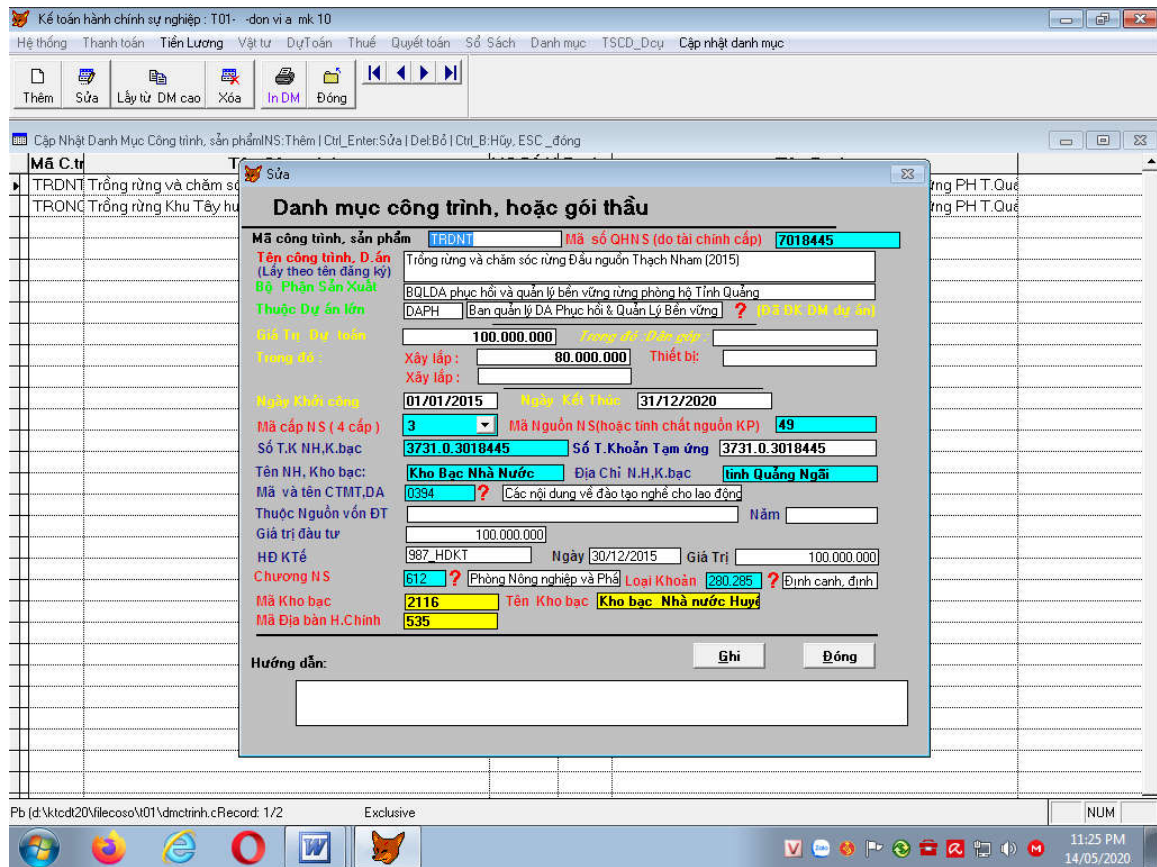 Kế toán hành chính sự nghiệp : T01- -don vi a mk 10
Hệ thống Thanh toán Tiền Lương Vật tư DựToán Thuế Quyết toán Sổ Sách Danh mục TSCD_Dcụ Cập nhật danh mục
Thêm Sửa Lấy từ DM cao Xóa In DM Đóng
Cập Nhật Danh Mục Công trình, sản phẩmINS:Thêm | Ctrl_Enter:Sửa | Del:Bỏ | Ctrl_B:Hũy, ESC _đóng
Mã C.tr
TRDNT Trồng rừng và chăm só ừng PH T.Quả
TRONG Trồng rừng Khu Tây hu ừng PH T.Quả
Sửa
Danh mục công trình, hoặc gói thầu
Mã công trình, sản phẩm TRDNT Mã số QHNS (do tài chính cấp) 7018445
Tên công trình, D.án Trồng rừng và chăm sóc rừng Đầu nguồn Thạch Nham (2015)
(Lấy theo tên đăng ký)
Bộ Phận Sản Xuất BQLDA phục hồi và quản lý bền vững rừng phòng hộ Tỉnh Quảng
Thuộc Dự án lớn DAPH Ban quản lý DA Phục hồi & Quản Lý Bền vững ? (Đã ĐK DM dự án)
Giá Trị Dự toán 100.000.000 Trong đó :Dân góp :
Trong đó : Xây lắp : 80.000.000 Thiết bị:
Xây lắp :
Ngày Khởi công 01/01/2015 Ngày Kết Thúc 31/12/2020
Mã cấp NS ( 4 cấp ) 3 Mã Nguồn NS(hoặc tính chất nguồn KP) 49
Số T.K NH,K.bạc 3731.0.3018445 Số T.Khoản Tạm ứng 3731.0.3018445
Tên NH, Kho bạc: Kho Bạc Nhà Nước Địa Chỉ N.H,K.bạc tỉnh Quảng Ngãi
Mã và tên CTMT,DA 0394 ? Các nội dung về đào tạo nghề cho lao động
Thuộc Nguồn vốn ĐT Năm
Giá trị đàu tư 100.000.000
HĐ KTế 987_HDKT Ngày 30/12/2015 Giá Trị 100.000.000
Chương NS 612 ? Phòng Nông nghiệp và Phá Loại Khoản 280.285 ? Định canh, định
Mã Kho bạc 2116 Tên Kho bạc Kho bạc Nhà nước Huyệ
Mã Địa bàn H.Chính 535
Ghi Đóng
Hướng dẫn:
Pb (d:\ktcdt20\filecoso\t01\dmctrinh.cRecord: 1/2 Exclusive NUM
11:25 PM
14/05/2020